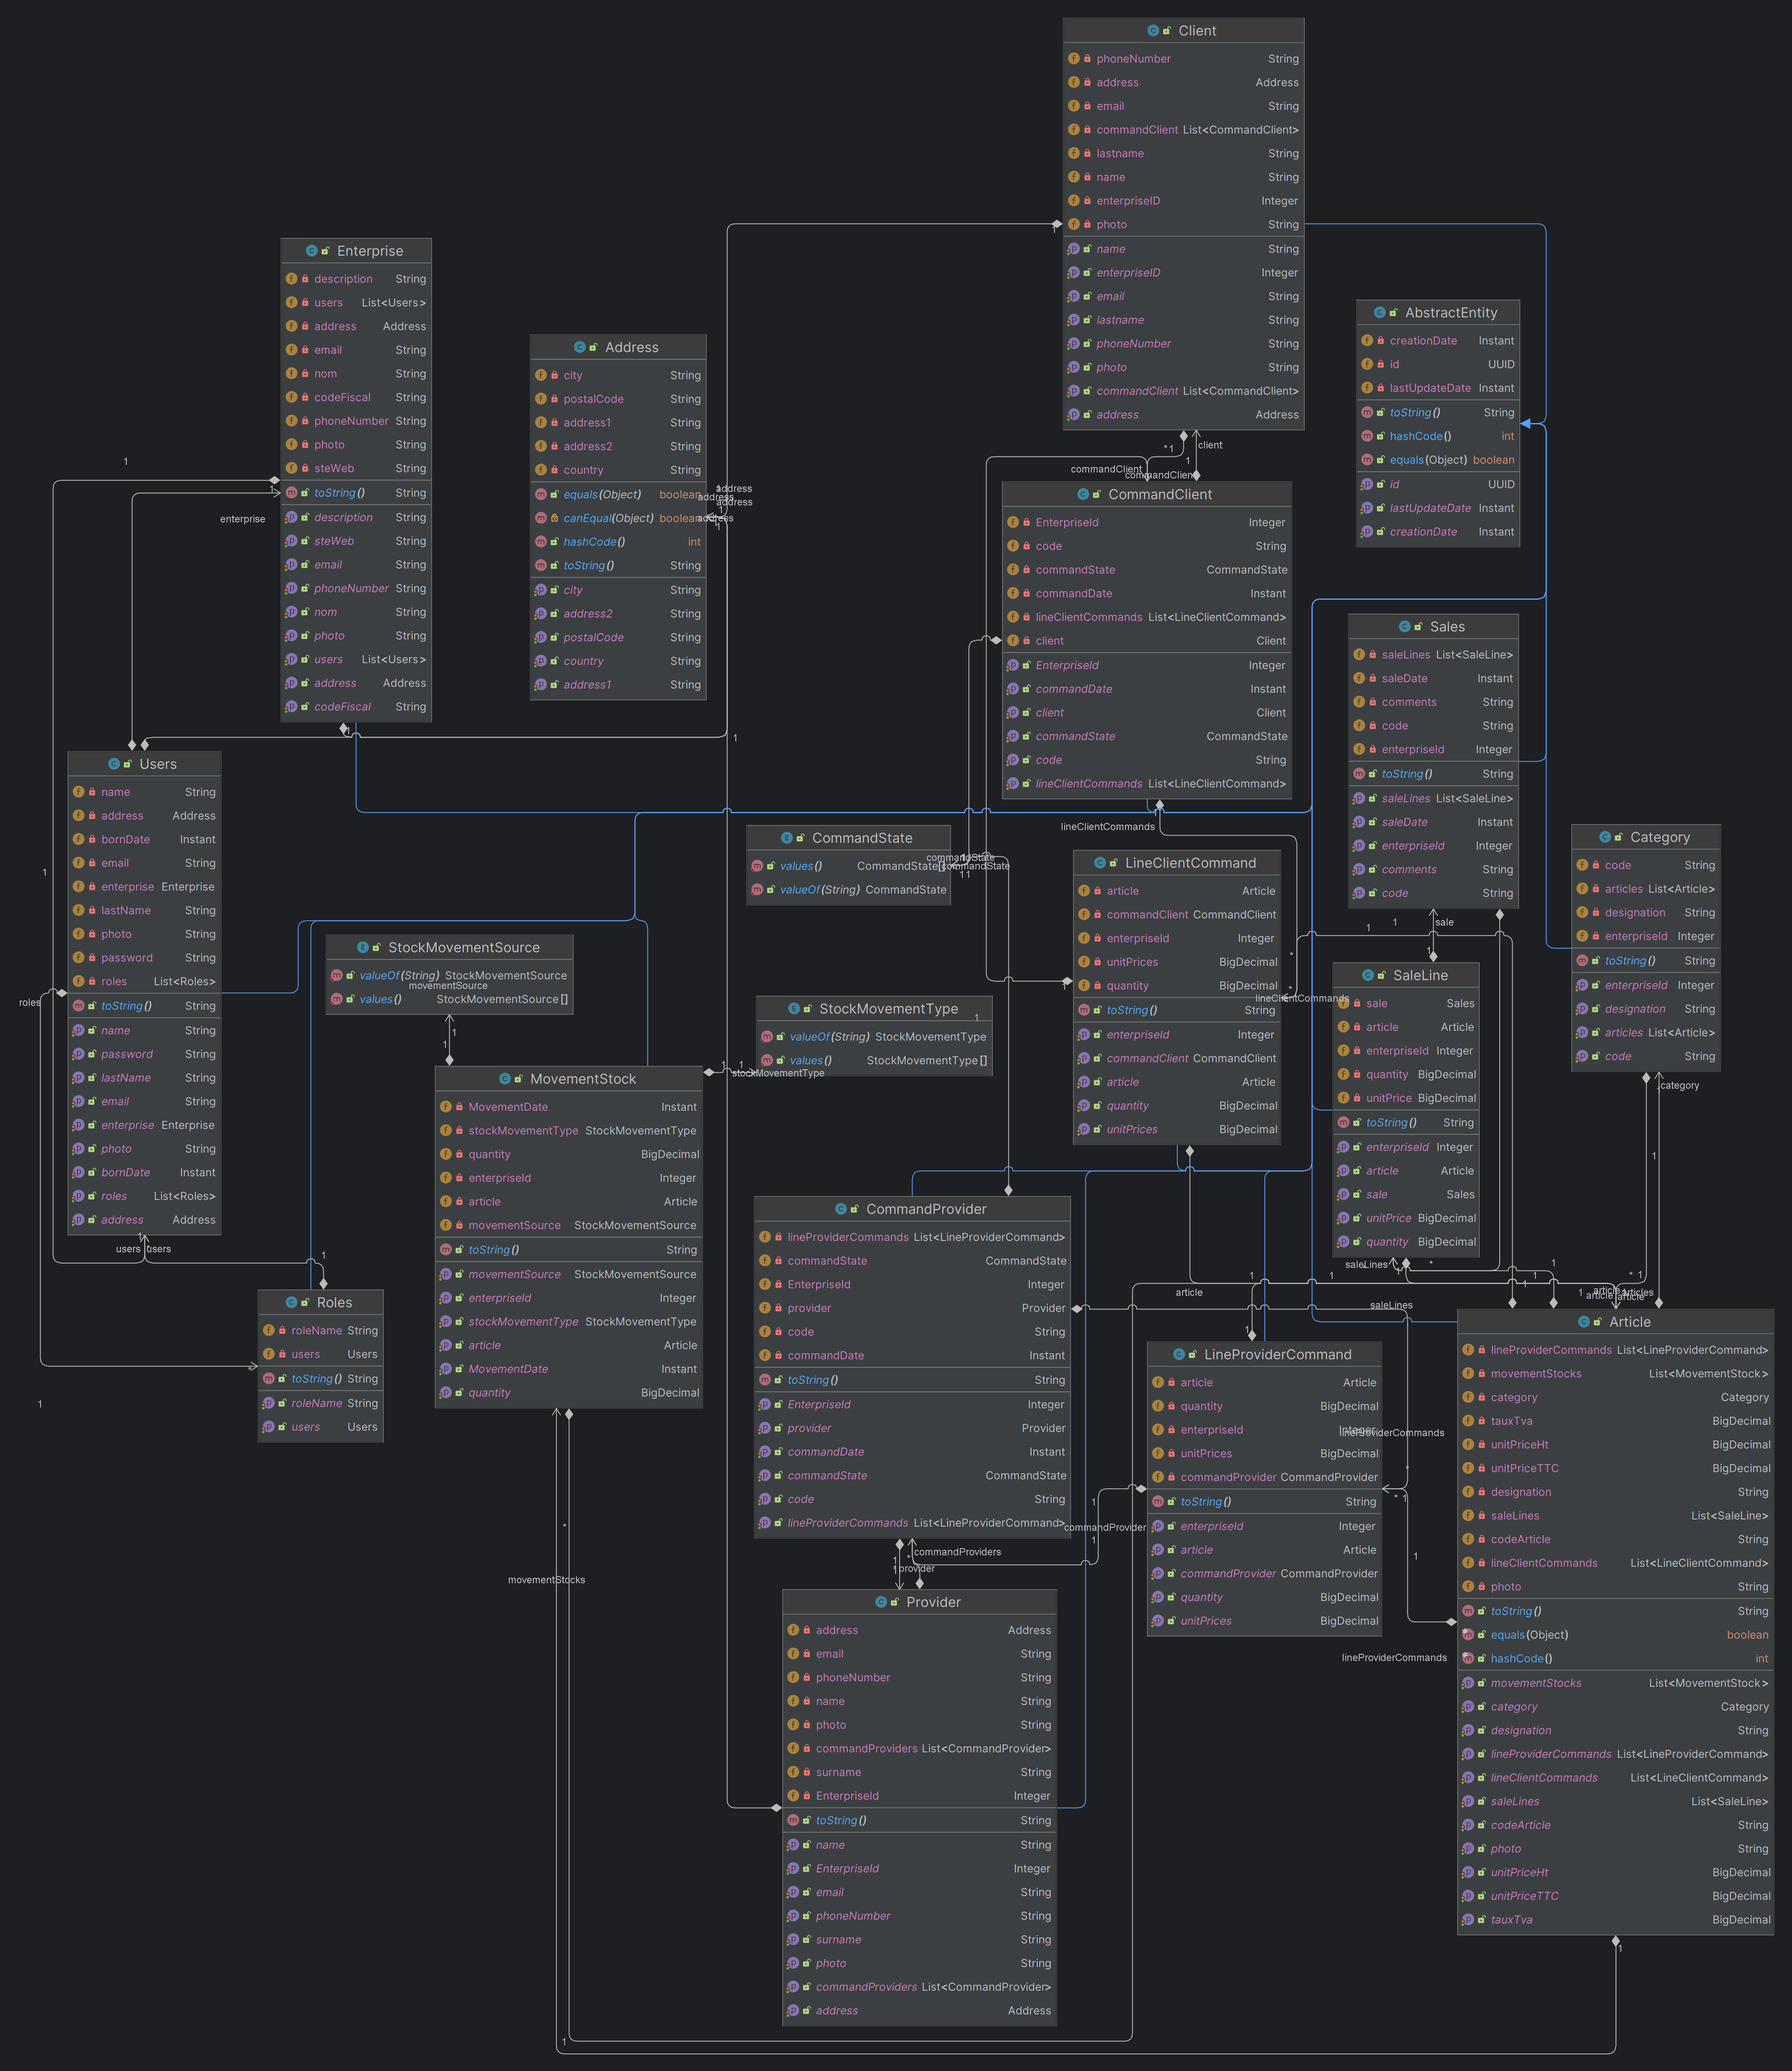 Client
phoneNumber String
address Address
email String
commandClient List<CommandClient>
lastname String
name String
enterpriseID Integer
photo String
name String
enterpriseID Integer
email String
lastname String
phoneNumber String
photo String
commandClient List<CommandClient>
address Address
Enterprise
description String
users List<Users>
address Address
email String
nom String
codeFiscal String
phoneNumber String
photo String
steWeb String
toString() String
description String
steWeb String
email String
phoneNumber String
nom String
photo String
users List<Users>
address Address
codeFiscal String
Address
city String
postalCode String
address1 String
address2 String
country String
equals(Object) boolean
canEqual(Object) boolean
hashCode() int
toString() String
city String
address2 String
postalCode String
country String
address1 String
AbstractEntity
creationDate Instant
id UUID
lastUpdateDate Instant
toString() String
hashCode() int
equals(Object) boolean
id UUID
lastUpdateDate Instant
creationDate Instant
CommandClient
EnterpriseId Integer
code String
commandState CommandState
commandDate Instant
lineClientCommands List<LineClientCommand>
client Client
EnterpriseId Integer
commandDate Instant
client Client
commandState CommandState
code String
lineClientCommands List<LineClientCommand>
Sales
saleLines List<SaleLine>
saleDate Instant
comments String
code String
enterpriseId Integer
toString() String
saleLines List<SaleLine>
saleDate Instant
enterpriseId Integer
comments String
code String
Users
name String
address Address
bornDate Instant
email String
enterprise Enterprise
lastName String
photo String
password String
roles List<Roles>
toString() String
name String
password String
lastName String
email String
enterprise Enterprise
photo String
bornDate Instant
roles List<Roles>
address Address
CommandState
values() CommandState[]
valueOf(String) CommandState
LineClientCommand
article Article
commandClient CommandClient
enterpriseId Integer
unitPrices BigDecimal
quantity BigDecimal
toString() String
enterpriseId Integer
commandClient CommandClient
article Article
quantity BigDecimal
unitPrices BigDecimal
Category
code String
articles List<Article>
designation String
enterpriseId Integer
toString() String
enterpriseId Integer
designation String
articles List<Article>
code String
StockMovementSource
valueOf(String) StockMovementSource
values() StockMovementSource[]
StockMovementType
valueOf(String) StockMovementType
values() StockMovementType[]
SaleLine
sale Sales
article Article
enterpriseId Integer
quantity BigDecimal
unitPrice BigDecimal
toString() String
enterpriseId Integer
article Article
sale Sales
unitPrice BigDecimal
quantity BigDecimal
MovementStock
MovementDate Instant
stockMovementType StockMovementType
quantity BigDecimal
enterpriseId Integer
article Article
movementSource StockMovementSource
toString() String
movementSource StockMovementSource
enterpriseId Integer
stockMovementType StockMovementType
article Article
MovementDate Instant
quantity BigDecimal
Roles
roleName String
users Users
toString() String
roleName String
users Users
CommandProvider
lineProviderCommands List<LineProviderCommand>
commandState CommandState
EnterpriseId Integer
provider Provider
code String
commandDate Instant
toString() String
EnterpriseId Integer
provider Provider
commandDate Instant
commandState CommandState
code String
lineProviderCommands List<LineProviderCommand>
LineProviderCommand
article Article
quantity BigDecimal
enterpriseId Integer
unitPrices BigDecimal
commandProvider CommandProvider
toString() String
enterpriseId Integer
article Article
commandProvider CommandProvider
quantity BigDecimal
unitPrices BigDecimal
Article
lineProviderCommands List<LineProviderCommand>
movementStocks List<MovementStock>
category Category
tauxTva BigDecimal
unitPriceHt BigDecimal
unitPriceTTC BigDecimal
designation String
saleLines List<SaleLine>
codeArticle String
lineClientCommands List<LineClientCommand>
photo String
toString() String
equals(Object) boolean
hashCode() int
movementStocks List<MovementStock>
category Category
designation String
lineProviderCommands List<LineProviderCommand>
lineClientCommands List<LineClientCommand>
saleLines List<SaleLine>
codeArticle String
photo String
unitPriceHt BigDecimal
unitPriceTTC BigDecimal
tauxTva BigDecimal
Provider
address Address
email String
phoneNumber String
name String
photo String
commandProviders List<CommandProvider>
surname String
EnterpriseId Integer
toString() String
name String
EnterpriseId Integer
email String
phoneNumber String
surname String
photo String
commandProviders List<CommandProvider>
address Address
client
commandClient
commandClient
address
address
address
address
enterprise
lineClientCommands
lineClientCommands
commandState
commandState
sale
movementSource
stockMovementType
roles
users
users
category
saleLines
saleLines
article
articles
lineProviderCommands
lineProviderCommands
commandProvider
commandProviders
provider
movementStocks